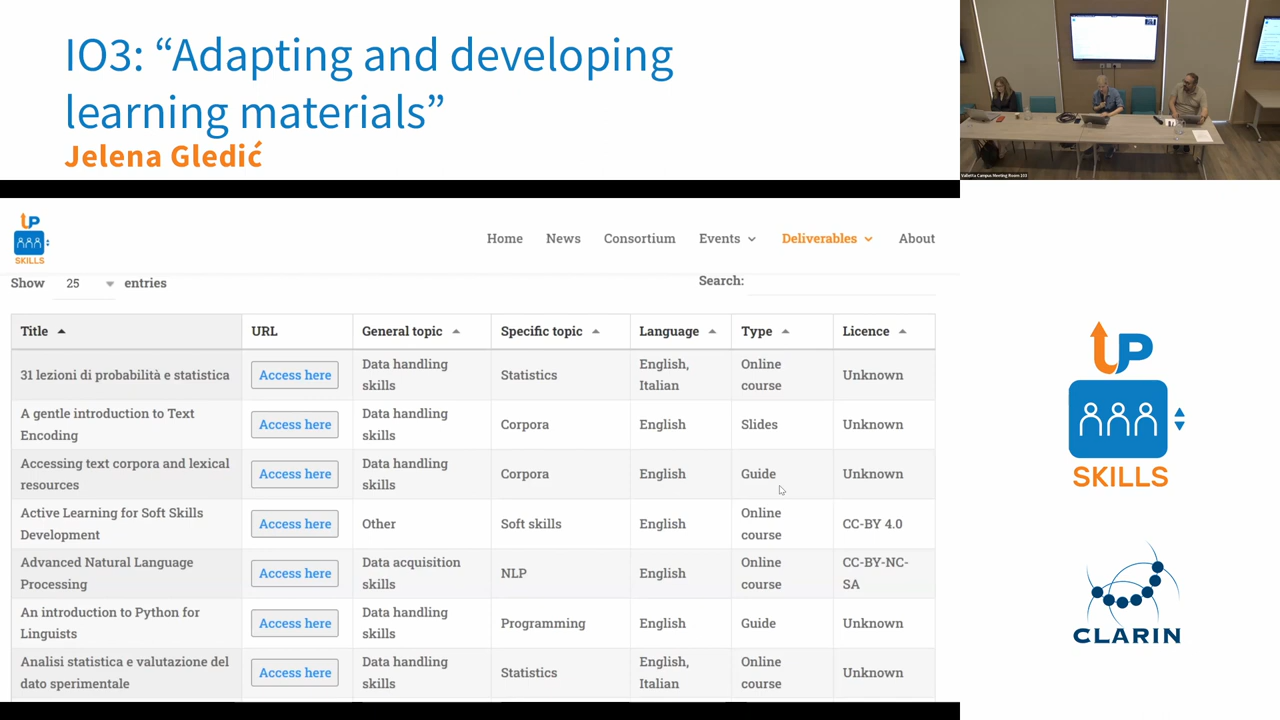 IO3: “Adapting and developing
learning materials”
Jelena Gledić
Valletta Campus Meeting Room 103
UP
SKILLS
Home News Consortium Events Deliverables About
Show 25 entries Search:
Title URL General topic Specific topic Language Type Licence
31 lezioni di probabilità e statistica Access here Data handling skills Statistics English, Italian Online course Unknown
A gentle introduction to Text Encoding Access here Data handling skills Corpora English Slides Unknown
Accessing text corpora and lexical resources Access here Data handling skills Corpora English Guide Unknown
Active Learning for Soft Skills Development Access here Other Soft skills English Online course CC-BY 4.0
Advanced Natural Language Processing Access here Data acquisition skills NLP English Online course CC-BY-NC-SA
An introduction to Python for Linguists Access here Data handling skills Programming English Guide Unknown
Analisi statistica e valutazione del dato sperimentale Access here Data handling skills Statistics English, Italian Online course Unknown
UP
SKILLS
CLARIN